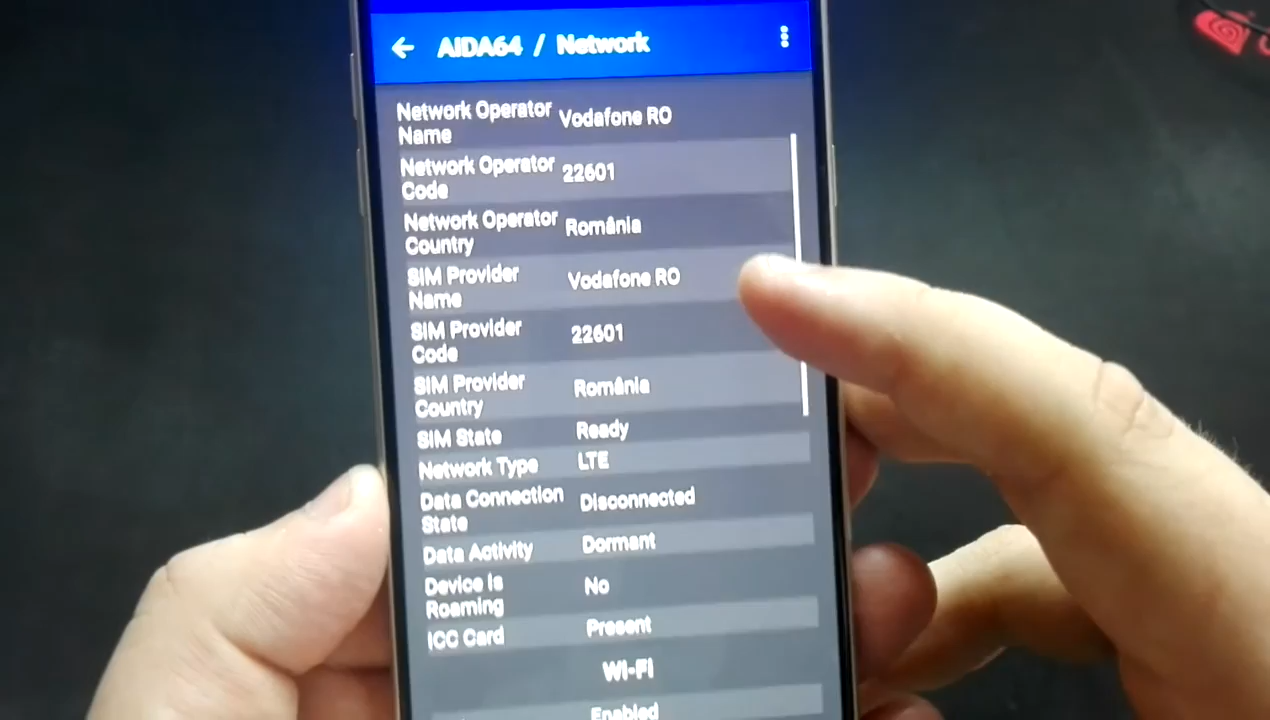 AIDA64 / Network
Network Operator
Name
Vodafone RO
Network Operator
Code
22601
Network Operator
Country
România
SIM Provider
Name
Vodafone RO
SIM Provider
Code
22601
SIM Provider
Country
România
SIM State
Ready
Network Type
LTE
Data Connection
State
Disconnected
Data Activity
Dormant
Device Is
Roaming
No
ICC Card
Present
Wi-Fi
Enabled